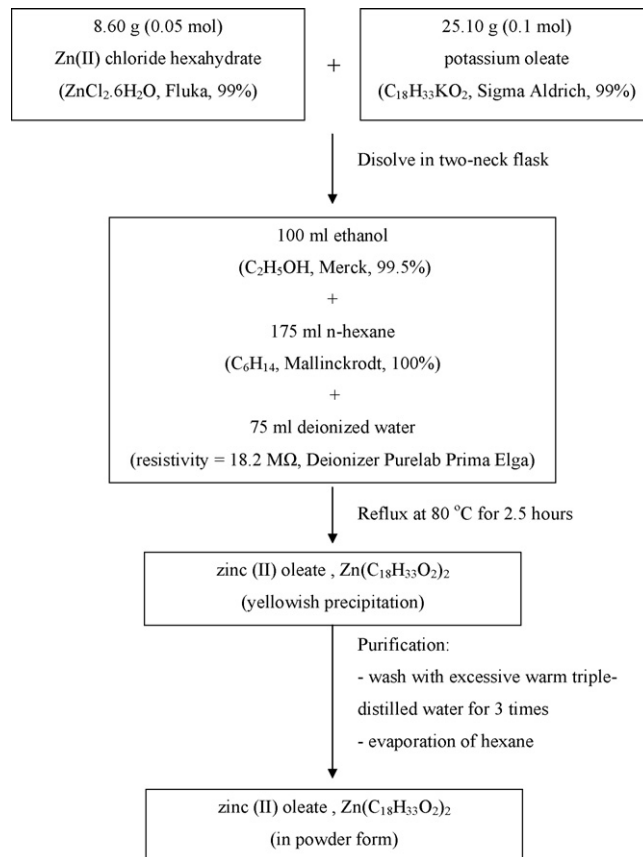 8.60 g (0.05 mol)
Zn(II) chloride hexahydrate
(ZnCl₂.6H₂O, Fluka, 99%)
+
25.10 g (0.1 mol)
potassium oleate
(C₁₈H₃₃KO₂, Sigma Aldrich, 99%)
Disolve in two-neck flask
100 ml ethanol
(C₂H₅OH, Merck, 99.5%)
+
175 ml n-hexane
(C₆H₁₄, Mallinckrodt, 100%)
+
75 ml deionized water
(resistivity = 18.2 MΩ, Deionizer Purelab Prima Elga)
Reflux at 80 °C for 2.5 hours
zinc (II) oleate , Zn(C₁₈H₃₃O₂)₂
(yellowish precipitation)
Purification:
- wash with excessive warm triple-
distilled water for 3 times
- evaporation of hexane
zinc (II) oleate , Zn(C₁₈H₃₃O₂)₂
(in powder form)